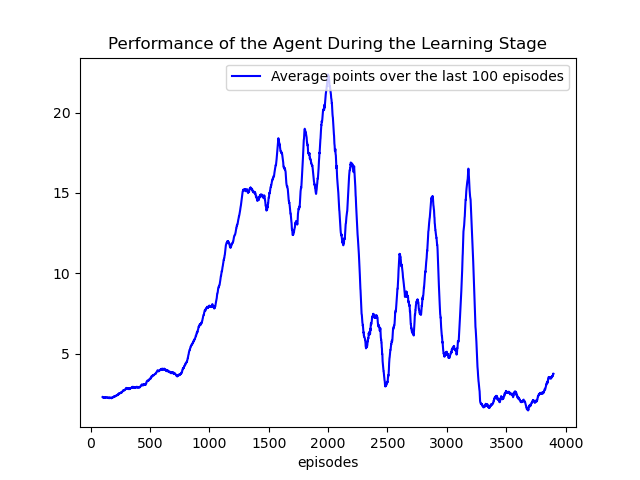 Performance of the Agent During the Learning Stage
Average points over the last 100 episodes
20
15
10
5
0 500 1000 1500 2000 2500 3000 3500 4000
episodes